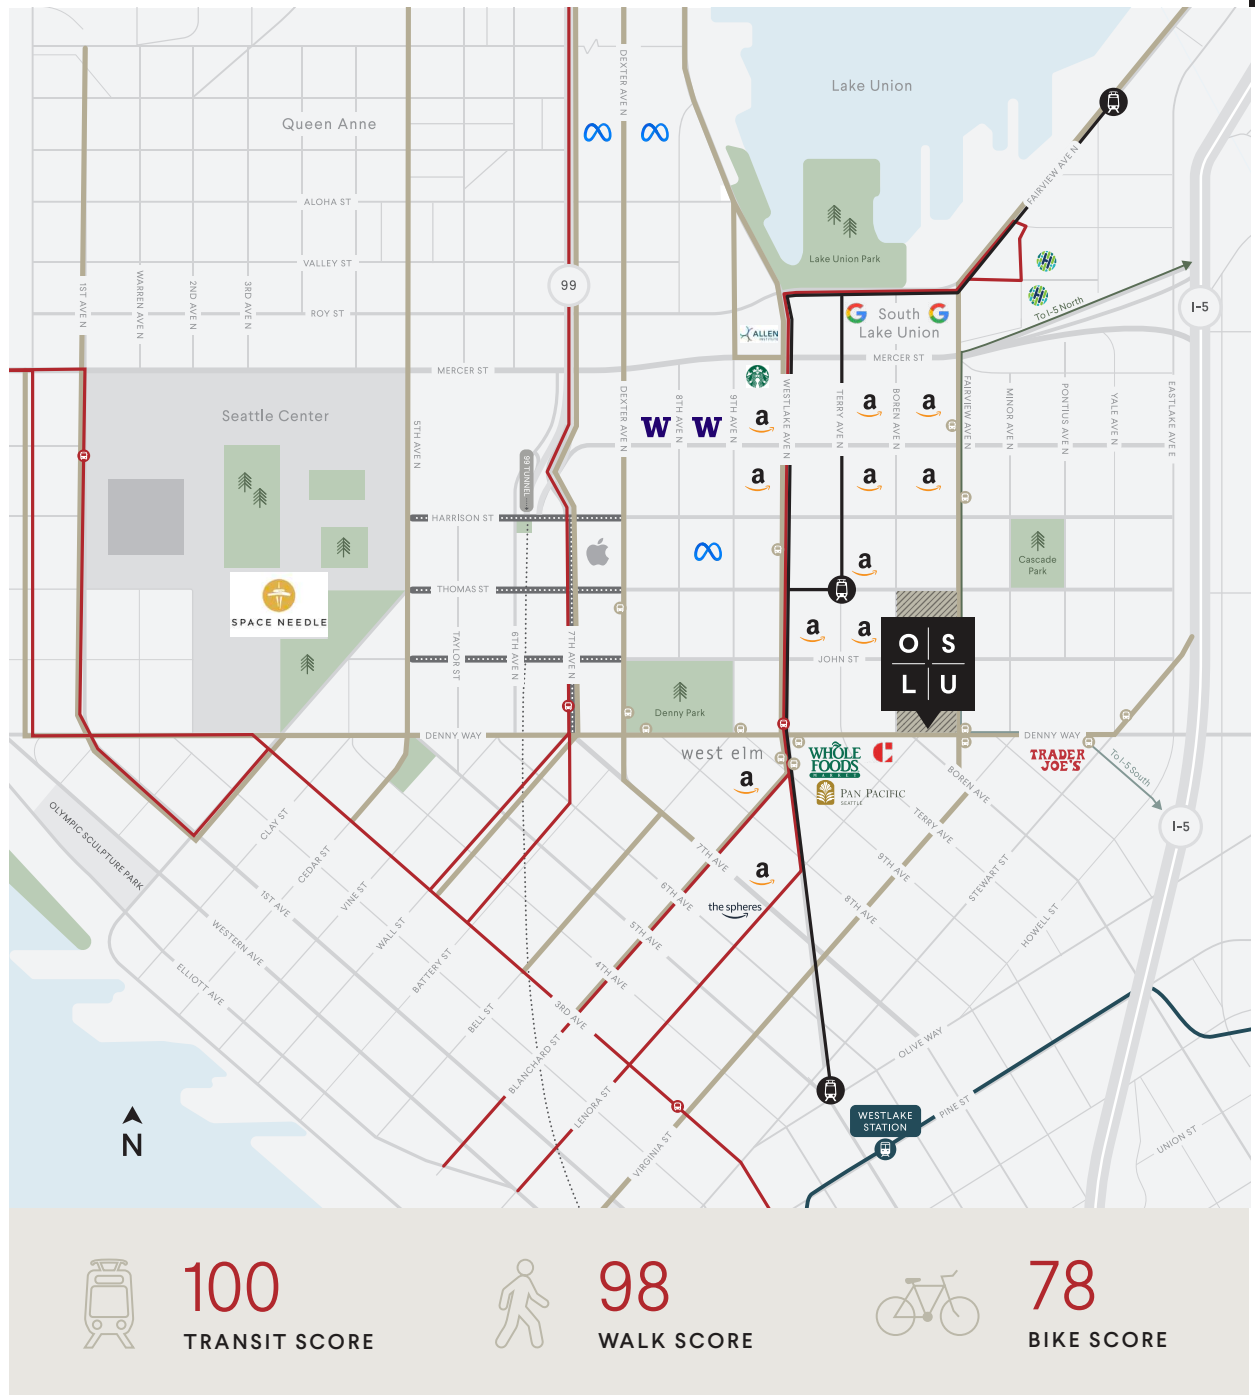 Lake Union
DEXTER AVE N
Queen Anne
FAIRVIEW AVE N
ALOHA ST
Lake Union Park
VALLEY ST
1ST AVE N
WARREN AVE N
2ND AVE N
3RD AVE N
99
H
H
To I-5 North
I-5
ROY ST
G
South
Lake Union
G
ALLEN
INSTITUTE
MERCER ST
MERCER ST
Seattle Center
5TH AVE N
DEXTER AVE N
8TH AVE N
9TH AVE N
WESTLAKE AVE N
TERRY AVE N
BOREN AVE N
FAIRVIEW AVE N
MINOR AVE N
PONTIUS AVE N
YALE AVE N
EASTLAKE AVE E
W
W
a
a
a
99 TUNNEL
a
a
a
HARRISON ST
Cascade
Park
a
THOMAS ST
SPACE NEEDLE
TAYLOR ST
6TH AVE N
7TH AVE N
a
a
JOHN ST
O S
L U
Denny Park
DENNY WAY
DENNY WAY
west elm
WHOLE
FOODS
MARKET
TRADER
JOE'S
To I-5 South
a
PAN PACIFIC
SEATTLE
BOREN AVE
I-5
OLYMPIC SCULPTURE PARK
CLAY ST
CEDAR ST
VINE ST
WALL ST
BATTERY ST
BELL ST
BLANCHARD ST
LENORA ST
VIRGINIA ST
1ST AVE
WESTERN AVE
ELLIOTT AVE
7TH AVE
6TH AVE
5TH AVE
4TH AVE
3RD AVE
a
the spheres
TERRY AVE
9TH AVE
8TH AVE
STEWART ST
HOWELL ST
OLIVE WAY
WESTLAKE
STATION
PINE ST
UNION ST
N
100
TRANSIT SCORE
98
WALK SCORE
78
BIKE SCORE